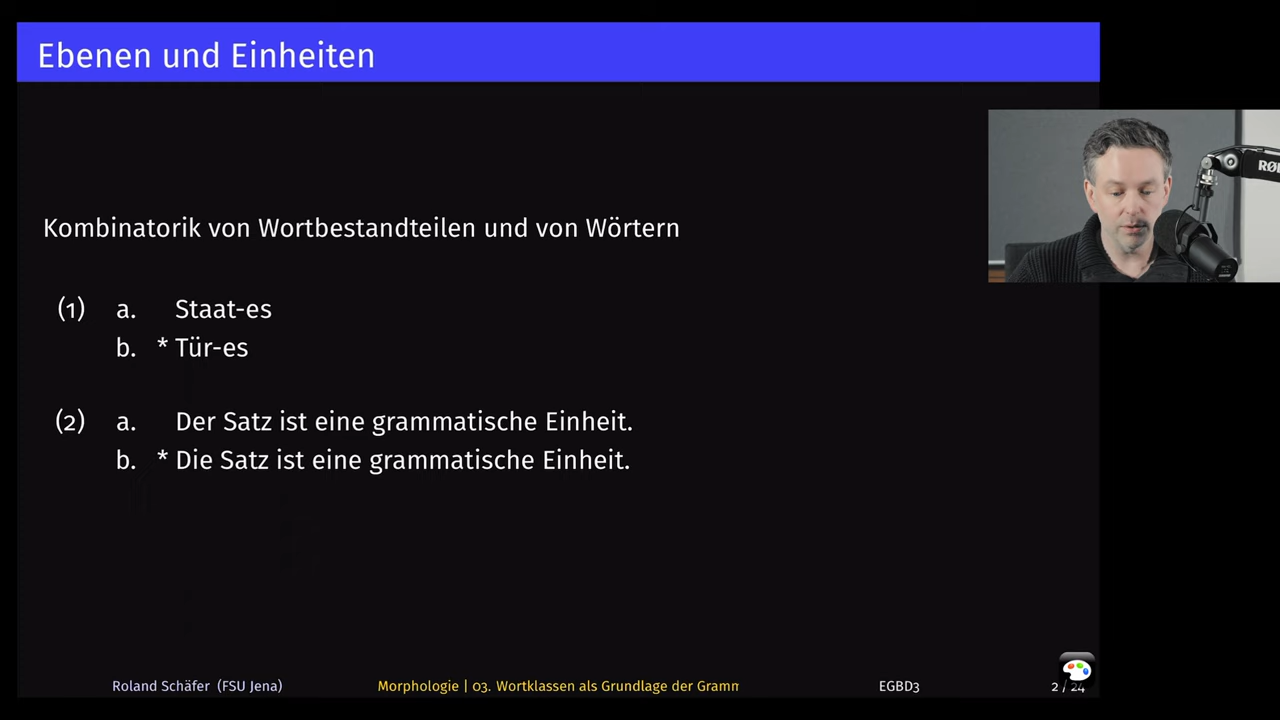 Ebenen und Einheiten
Kombinatorik von Wortbestandteilen und von Wörtern
(1) a. Staat-es
b. * Tür-es
(2) a. Der Satz ist eine grammatische Einheit.
b. * Die Satz ist eine grammatische Einheit.
Roland Schäfer (FSU Jena) Morphologie | 03. Wortklassen als Grundlage der Gramm EGBD3 2 / 24